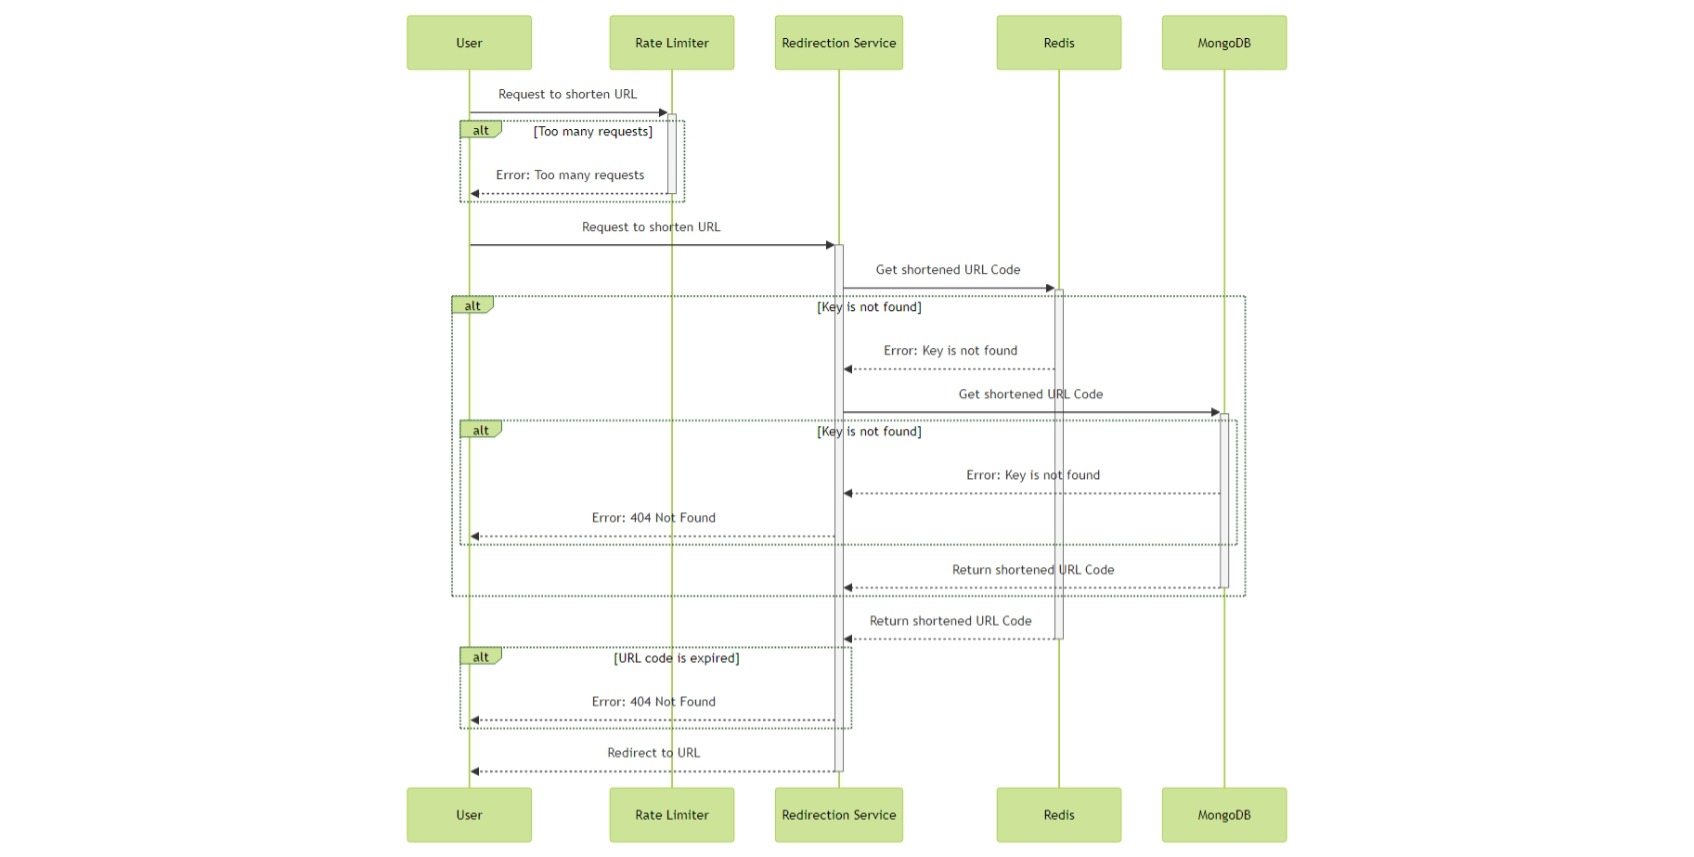 User
Rate Limiter
Redirection Service
Redis
MongoDB
Request to shorten URL
alt
[Too many requests]
Error: Too many requests
Request to shorten URL
Get shortened URL Code
alt
[Key is not found]
Error: Key is not found
Get shortened URL Code
alt
[Key is not found]
Error: Key is not found
Error: 404 Not Found
Return shortened URL Code
Return shortened URL Code
alt
[URL code is expired]
Error: 404 Not Found
Redirect to URL
User
Rate Limiter
Redirection Service
Redis
MongoDB